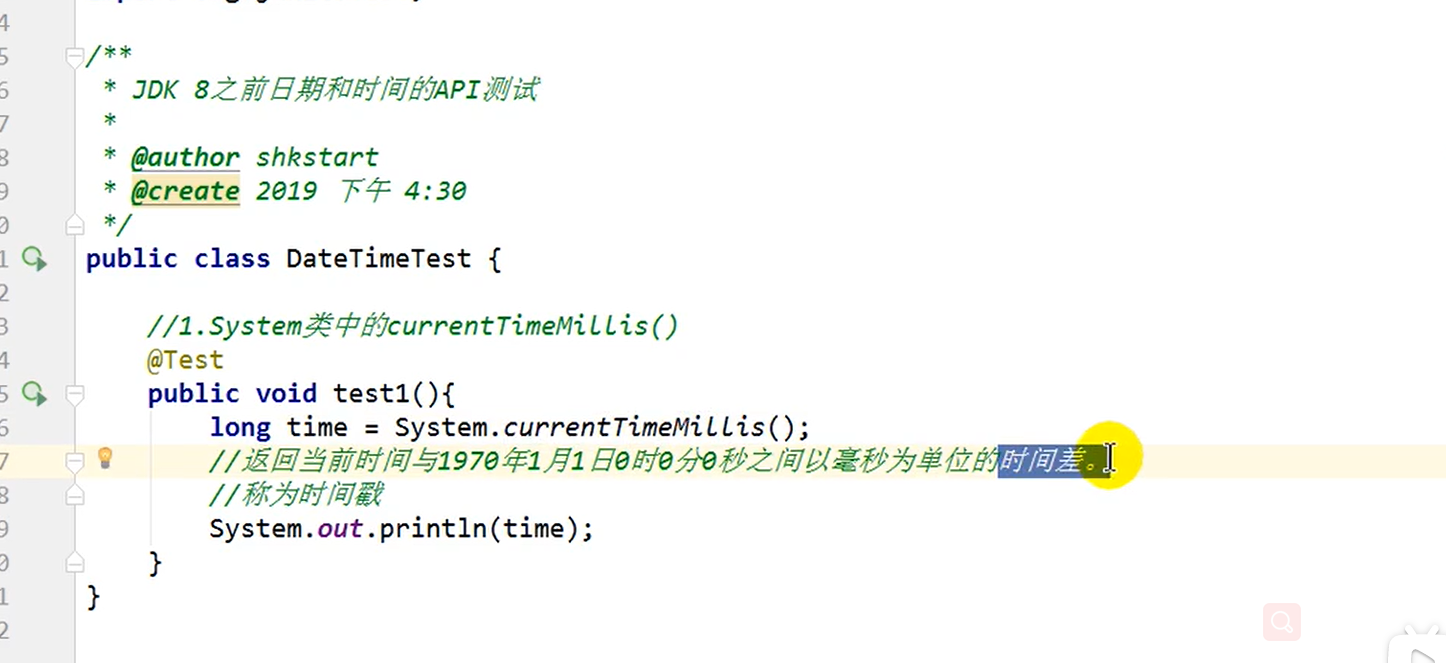 4
5 /**
6 * JDK 8之前日期和时间的API测试
7 *
8 * @author shkstart
9 * @create 2019 下午 4:30
0 */
1 public class DateTimeTest {
2
3 //1.System类中的currentTimeMillis()
4 @Test
5 public void test1(){
6 long time = System.currentTimeMillis();
7 //返回当前时间与1970年1月1日0时0分0秒之间以毫秒为单位的时间差。
8 //称为时间戳
9 System.out.println(time);
0 }
1 }
2